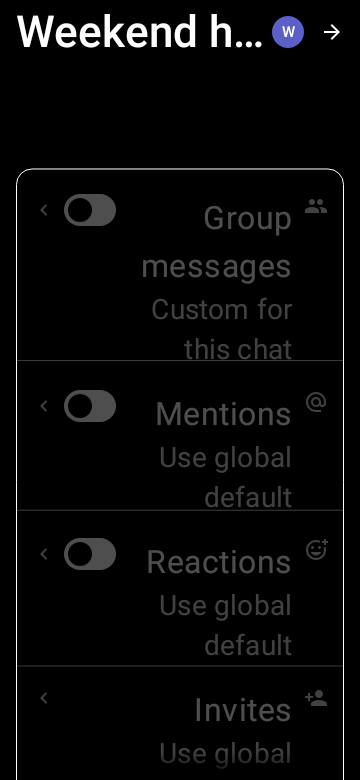 Weekend h…
W
Group
messages
Custom for
this chat
Mentions
Use global
default
Reactions
Use global
default
Invites
Use global